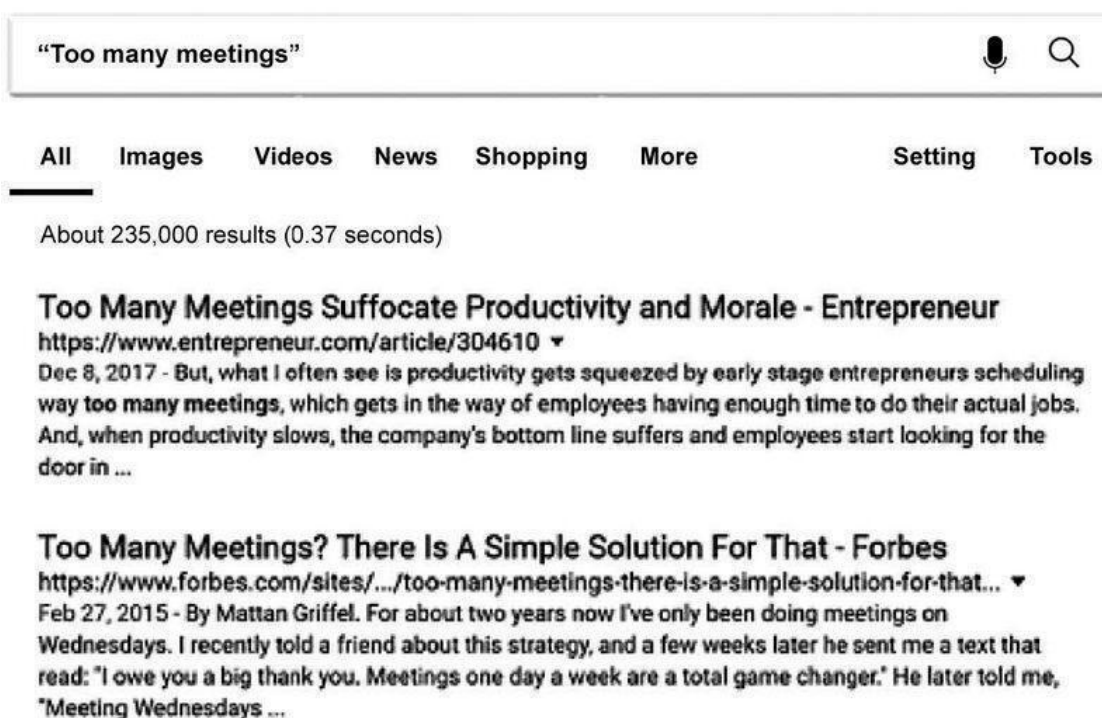 “Too many meetings”
All Images Videos News Shopping More Setting Tools
About 235,000 results (0.37 seconds)
Too Many Meetings Suffocate Productivity and Morale - Entrepreneur
https://www.entrepreneur.com/article/304610
Dec 8, 2017 - But, what I often see is productivity gets squeezed by early stage entrepreneurs scheduling
way too many meetings, which gets in the way of employees having enough time to do their actual jobs.
And, when productivity slows, the company's bottom line suffers and employees start looking for the
door in ...
Too Many Meetings? There Is A Simple Solution For That - Forbes
https://www.forbes.com/sites/.../too-many-meetings-there-is-a-simple-solution-for-that...
Feb 27, 2015 - By Mattan Griffel. For about two years now I've only been doing meetings on
Wednesdays. I recently told a friend about this strategy, and a few weeks later he sent me a text that
read: "I owe you a big thank you. Meetings one day a week are a total game changer." He later told me,
"Meeting Wednesdays ...